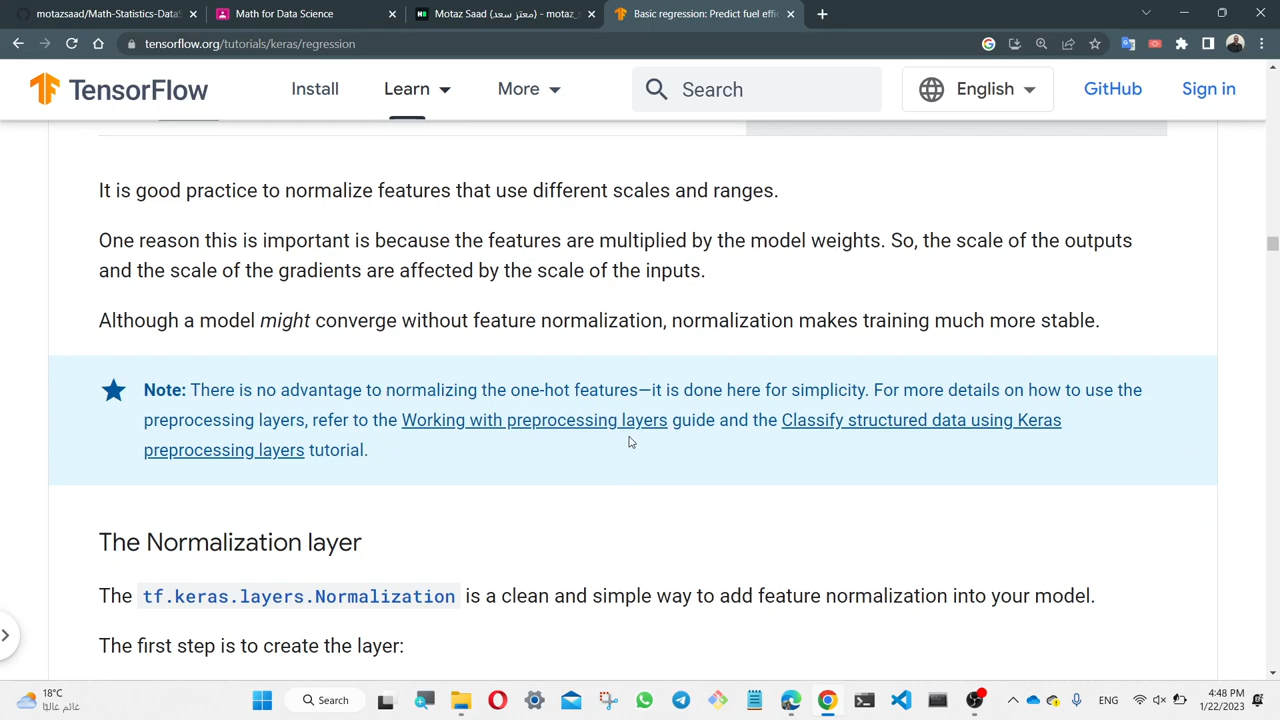 motazsaad/Math-Statistics-DataS
Math for Data Science
Motaz Saad (معتز سعد) - motaz_s
Basic regression: Predict fuel effic
tensorflow.org/tutorials/keras/regression
TensorFlow
Install
Learn
More
Search
English
GitHub
Sign in
It is good practice to normalize features that use different scales and ranges.
One reason this is important is because the features are multiplied by the model weights. So, the scale of the outputs
and the scale of the gradients are affected by the scale of the inputs.
Although a model might converge without feature normalization, normalization makes training much more stable.
Note: There is no advantage to normalizing the one-hot features—it is done here for simplicity. For more details on how to use the
preprocessing layers, refer to the Working with preprocessing layers guide and the Classify structured data using Keras
preprocessing layers tutorial.
The Normalization layer
The tf.keras.layers.Normalization is a clean and simple way to add feature normalization into your model.
The first step is to create the layer:
18°C
غائم غالبًا
Search
ENG
4:48 PM
1/22/2023